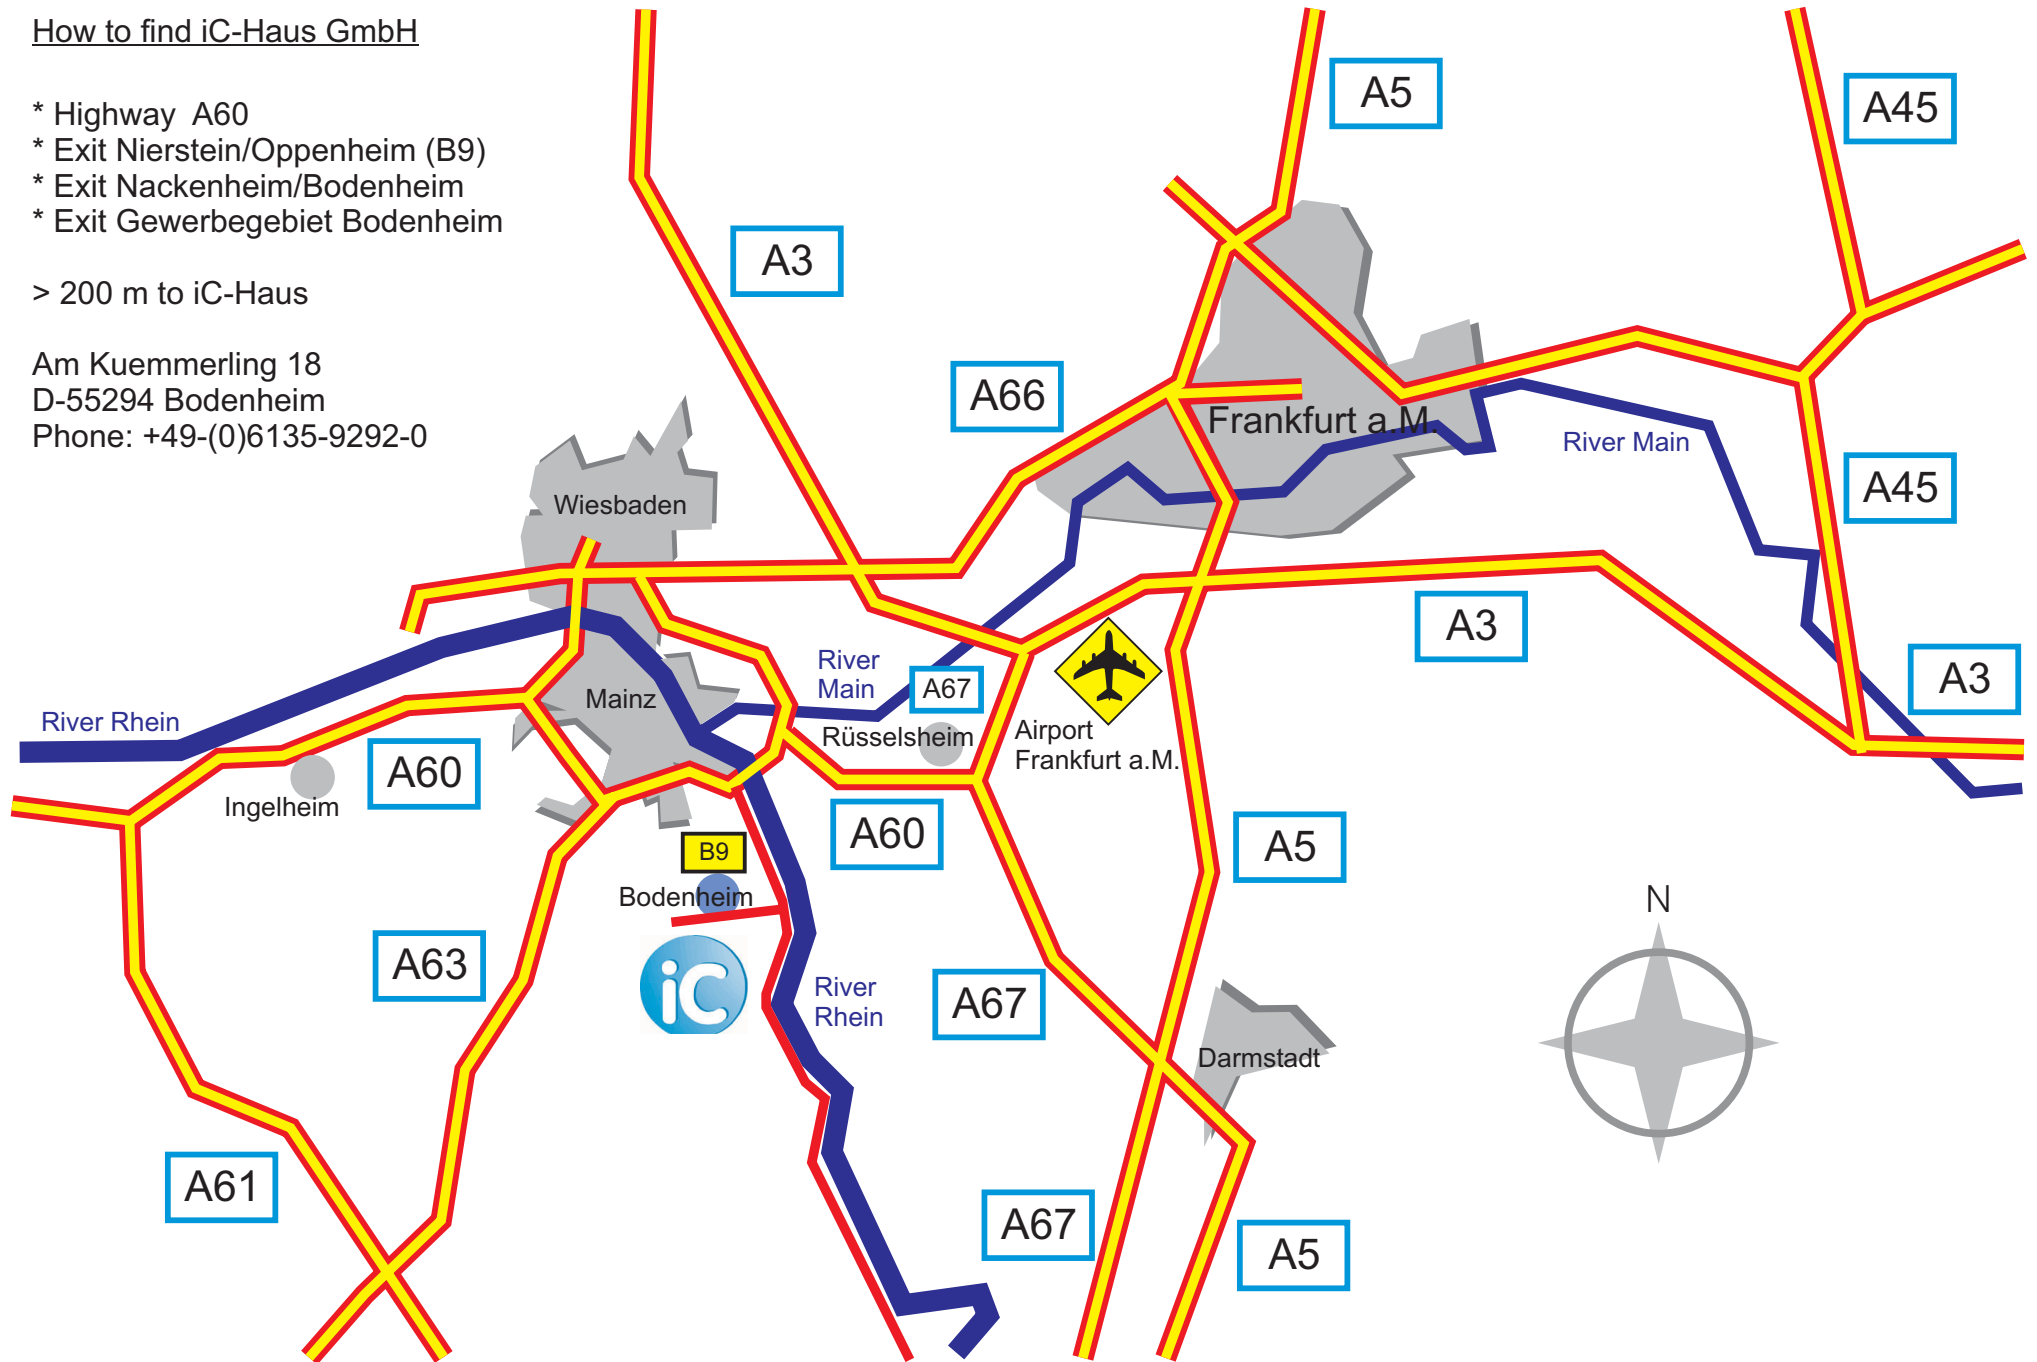 How to find iC-Haus GmbH
* Highway  A60
* Exit Nierstein/Oppenheim (B9)
* Exit Nackenheim/Bodenheim
* Exit Gewerbegebiet Bodenheim
> 200 m to iC-Haus
Am Kuemmerling 18
D-55294 Bodenheim
Phone: +49-(0)6135-9292-0
A5
A45
A3
A66
Frankfurt a.M.
River Main
A45
Wiesbaden
A3
River
Main
A67
A3
Mainz
River Rhein
Rüsselsheim
Airport
Frankfurt a.M.
A60
Ingelheim
A60
A5
B9
Bodenheim
N
A63
iC
River
Rhein
A67
Darmstadt
A61
A67
A5